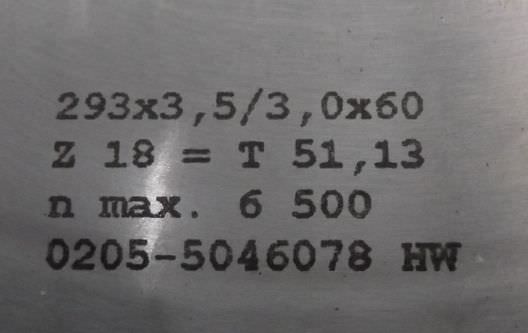 293x3,5/3,0x60
Z 18 = T 51,13
n max. 6 500
0205-5046078 HW